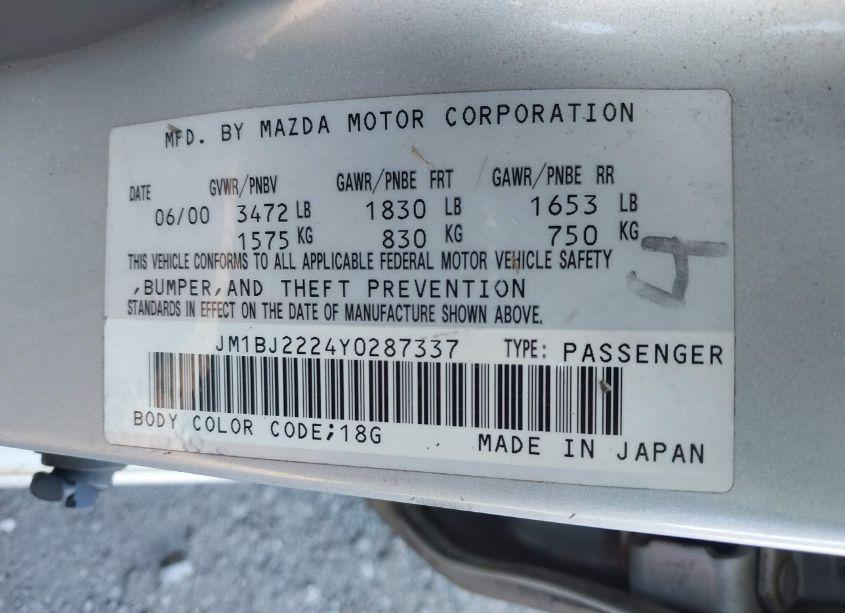 MFD. BY MAZDA MOTOR CORPORATION
DATE GVWR/PNBV GAWR/PNBE FRT GAWR/PNBE RR
06/00 3472 LB 1830 LB 1653 LB
1575 KG 830 KG 750 KG
THIS VEHICLE CONFORMS TO ALL APPLICABLE FEDERAL MOTOR VEHICLE SAFETY
,BUMPER,AND THEFT PREVENTION
STANDARDS IN EFFECT ON THE DATE OF MANUFACTURE SHOWN ABOVE.
JM1BJ2224Y0287337 TYPE: PASSENGER
BODY COLOR CODE;18G MADE IN JAPAN